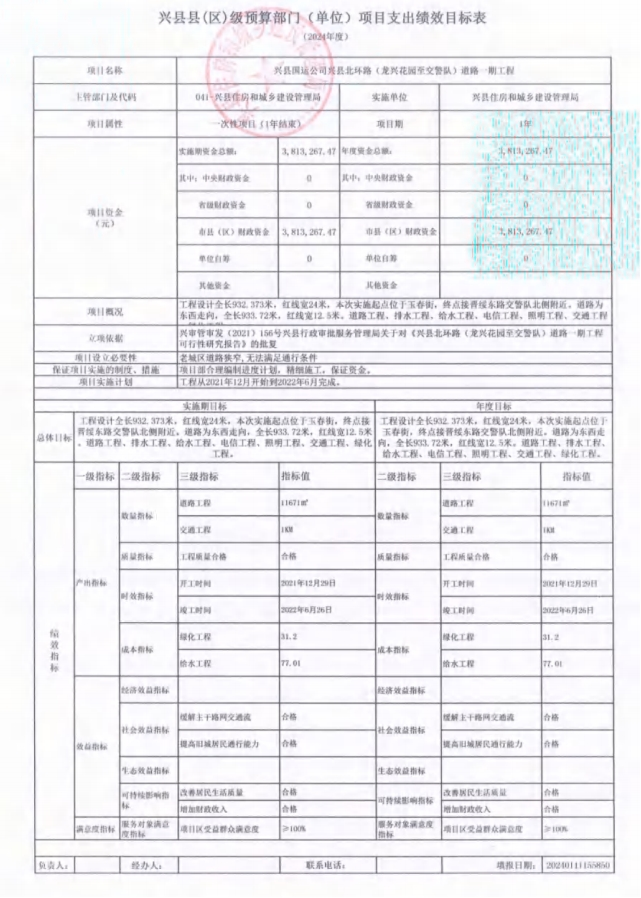 兴县县(区)级预算部门（单位）项目支出绩效目标表
（2024年度）
项目名称 兴县国运公司兴县北环路（龙兴花园至交警队）道路一期工程
主管部门及代码 041-兴县住房和城乡建设管理局 实施单位 兴县住房和城乡建设管理局
项目属性 一次性项目（1年结束） 项目期 1年
项目资金（元）
实施期资金总额： 3,813,267.47 年度资金总额： 3,813,267.47
其中：中央财政资金 0 其中：中央财政资金 0
省级财政资金 0 省级财政资金 0
市县（区）财政资金 3,813,267.47 市县（区）财政资金 3,813,267.47
单位自筹 0 单位自筹 0
其他资金 其他资金
项目概况 工程设计全长932.373米，红线宽24米，本次实施起点位于玉春街，终点接晋绥东路交警队北侧附近。道路为
东西走向，全长933.72米，红线宽12.5米、道路工程、排水工程、给水工程、电信工程、照明工程、交通工程
立项依据 兴审管审发（2021）156号兴县行政审批服务管理局关于对《兴县北环路（龙兴花园至交警队）道路一期工程
可行性研究报告》的批复
项目设立必要性 老城区道路狭窄,无法满足通行条件
保证项目实施的制度、措施 项目部合理编制进度计划，精细施工，保证资金。
项目实施计划 工程从2021年12月开始到2022年6月完成。
实施期目标 年度目标
总体目标
工程设计全长932.373米，红线宽24米，本次实施起点位于玉春街，终点接
晋绥东路交警队北侧附近。道路为东西走向，全长933.72米，红线宽12.5米
、道路工程、排水工程、给水工程、电信工程、照明工程、交通工程、绿化
工程。
工程设计全长932.373米，红线宽24米，本次实施起点位于玉春
街，终点接晋绥东路交警队北侧附近。道路为东西走
向，全长933.72米，红线宽12.5米、道路工程、排水工程、
给水工程、电信工程、照明工程、交通工程、绿化工程。
绩效指标
一级指标 二级指标 三级指标 指标值 二级指标 三级指标 指标值
产出指标
数量指标 道路工程 11671㎡ 数量指标 道路工程 11671㎡
交通工程 1KM 交通工程 1KM
质量指标 工程质量合格 合格 质量指标 工程质量合格 合格
时效指标 开工时间 2021年12月29日 时效指标 开工时间 2021年12月29日
竣工时间 2022年6月26日 竣工时间 2022年6月26日
成本指标 绿化工程 31.2 成本指标 绿化工程 31.2
给水工程 77.01 给水工程 77.01
效益指标
经济效益指标 经济效益指标
社会效益指标 缓解主干路网交通流 合格 社会效益指标 缓解主干路网交通流 合格
提高旧城居民通行能力 合格 提高旧城居民通行能力 合格
生态效益指标 生态效益指标
可持续影响指标 改善居民生活质量 合格 可持续影响指标 改善居民生活质量 合格
增加财政收入 合格 增加财政收入 合格
满意度指标 服务对象满意度指标 项目区受益群众满意度 ≥100% 服务对象满意度指标 项目区受益群众满意度 ≥100%
负责人： 经办人： 联系电话： 填报日期： 20240111155850